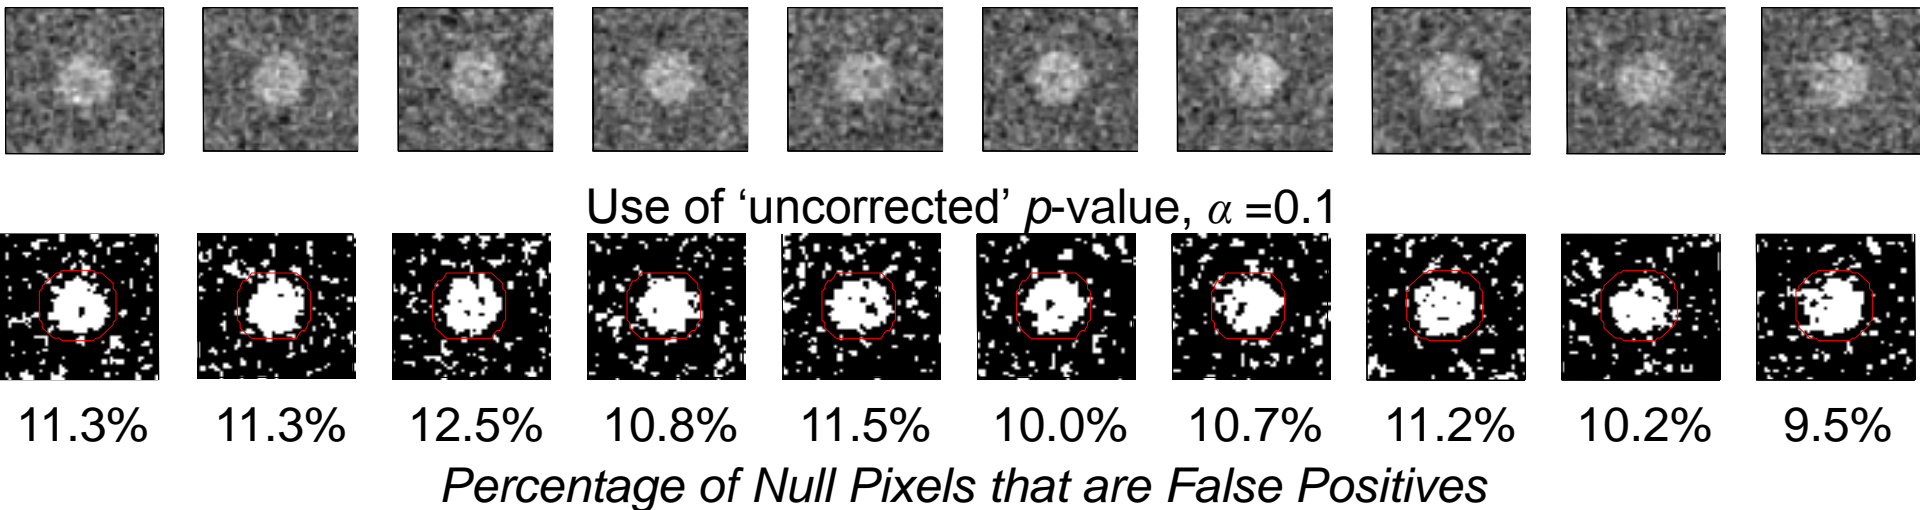 Use of ‘uncorrected’ p-value, α =0.1
11.3% 11.3% 12.5% 10.8% 11.5% 10.0% 10.7% 11.2% 10.2% 9.5%
Percentage of Null Pixels that are False Positives